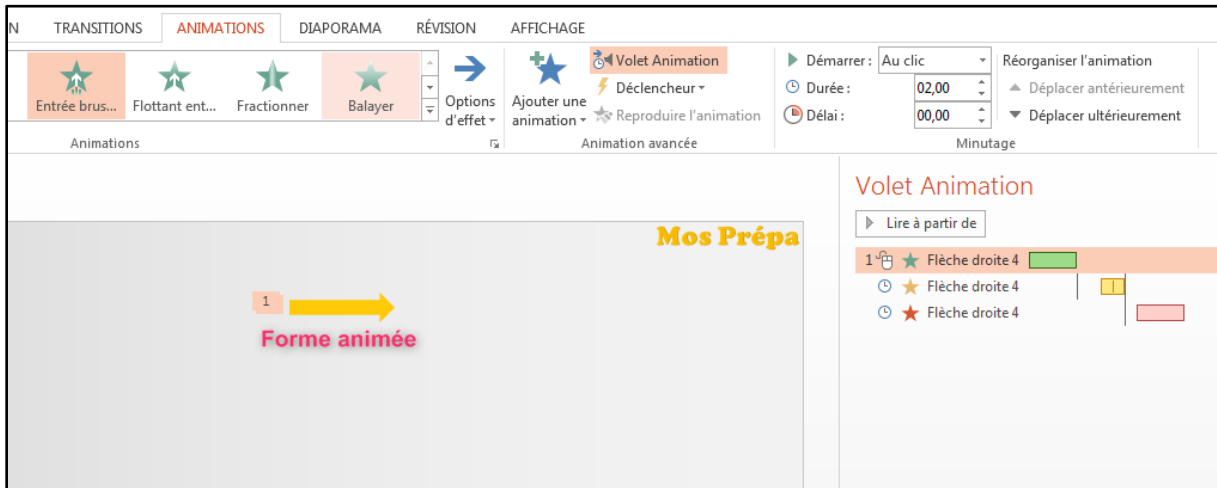 N TRANSITIONS ANIMATIONS DIAPORAMA RÉVISION AFFICHAGE
Entrée brus... Flottant ent... Fractionner Balayer
Options d'effet
Ajouter une animation
Volet Animation
Déclencheur
Reproduire l'animation
Démarrer : Au clic
Durée : 02,00
Délai : 00,00
Réorganiser l'animation
Déplacer antérieurement
Déplacer ultérieurement
Animations Animation avancée Minutage
Mos Prépa
1
Forme animée
Volet Animation
Lire à partir de
1 Flèche droite 4
Flèche droite 4
Flèche droite 4